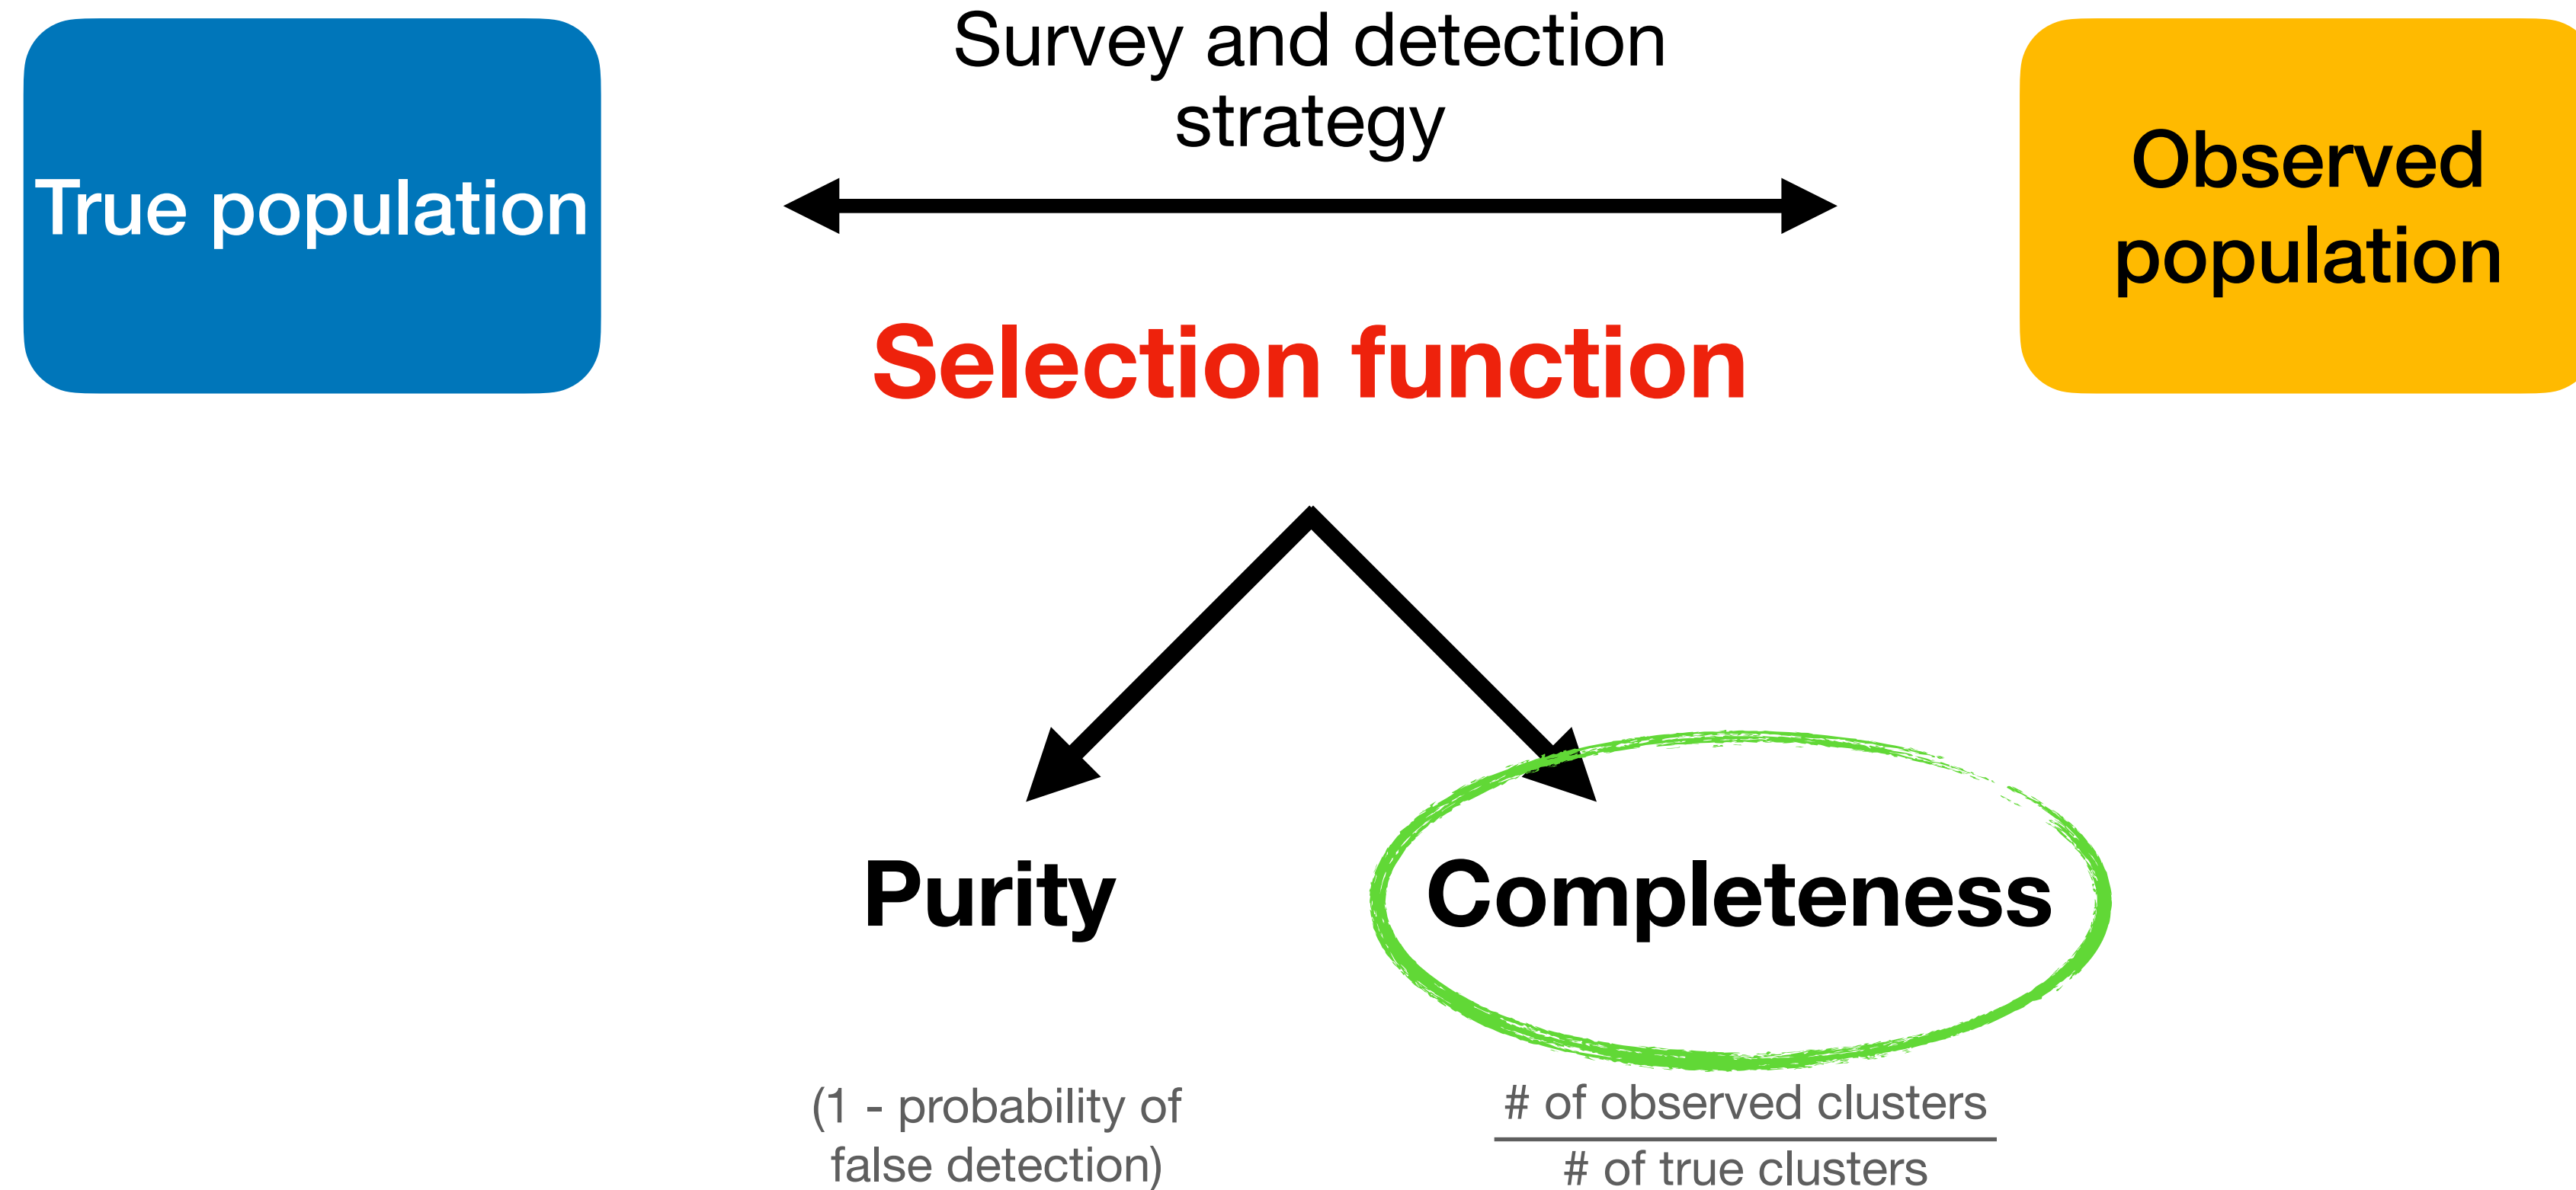 True population
Survey and detection
strategy
Observed
population
Selection function
Purity
Completeness
(1 - probability of
false detection)
# of observed clusters
# of true clusters